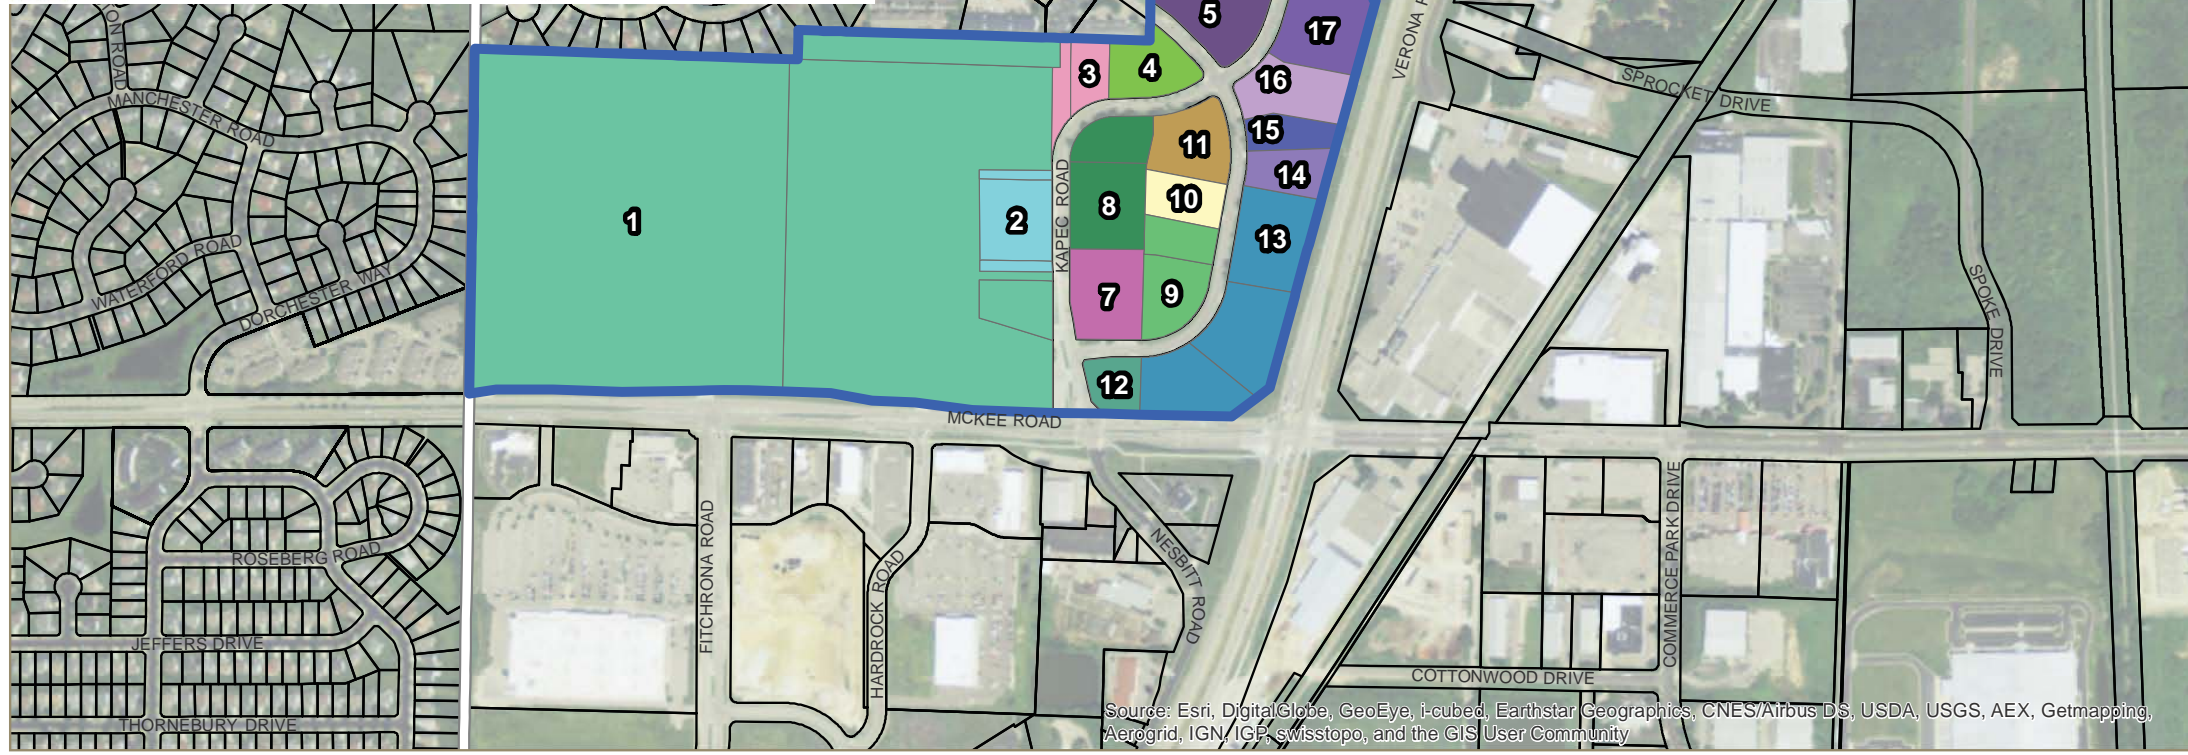 5
17
ON ROAD
VERONA
3
4
16
SPROCKET DRIVE
MANCHESTER ROAD
15
11
14
KAPEC ROAD
1
2
8
10
13
WATERFORD ROAD
DORCHESTER WAY
7
9
SPOKE DRIVE
12
MCKEE ROAD
FITCHRONA ROAD
HARDROCK ROAD
NESBITT ROAD
COMMERCE PARK DRIVE
ROSEBERG ROAD
JEFFERS DRIVE
COTTONWOOD DRIVE
THORNEBURY DRIVE
Source: Esri, DigitalGlobe, GeoEye, i-cubed, Earthstar Geographics, CNES/Airbus DS, USDA, USGS, AEX, Getmapping,
Aerogrid, IGN, IGP, swisstopo, and the GIS User Community